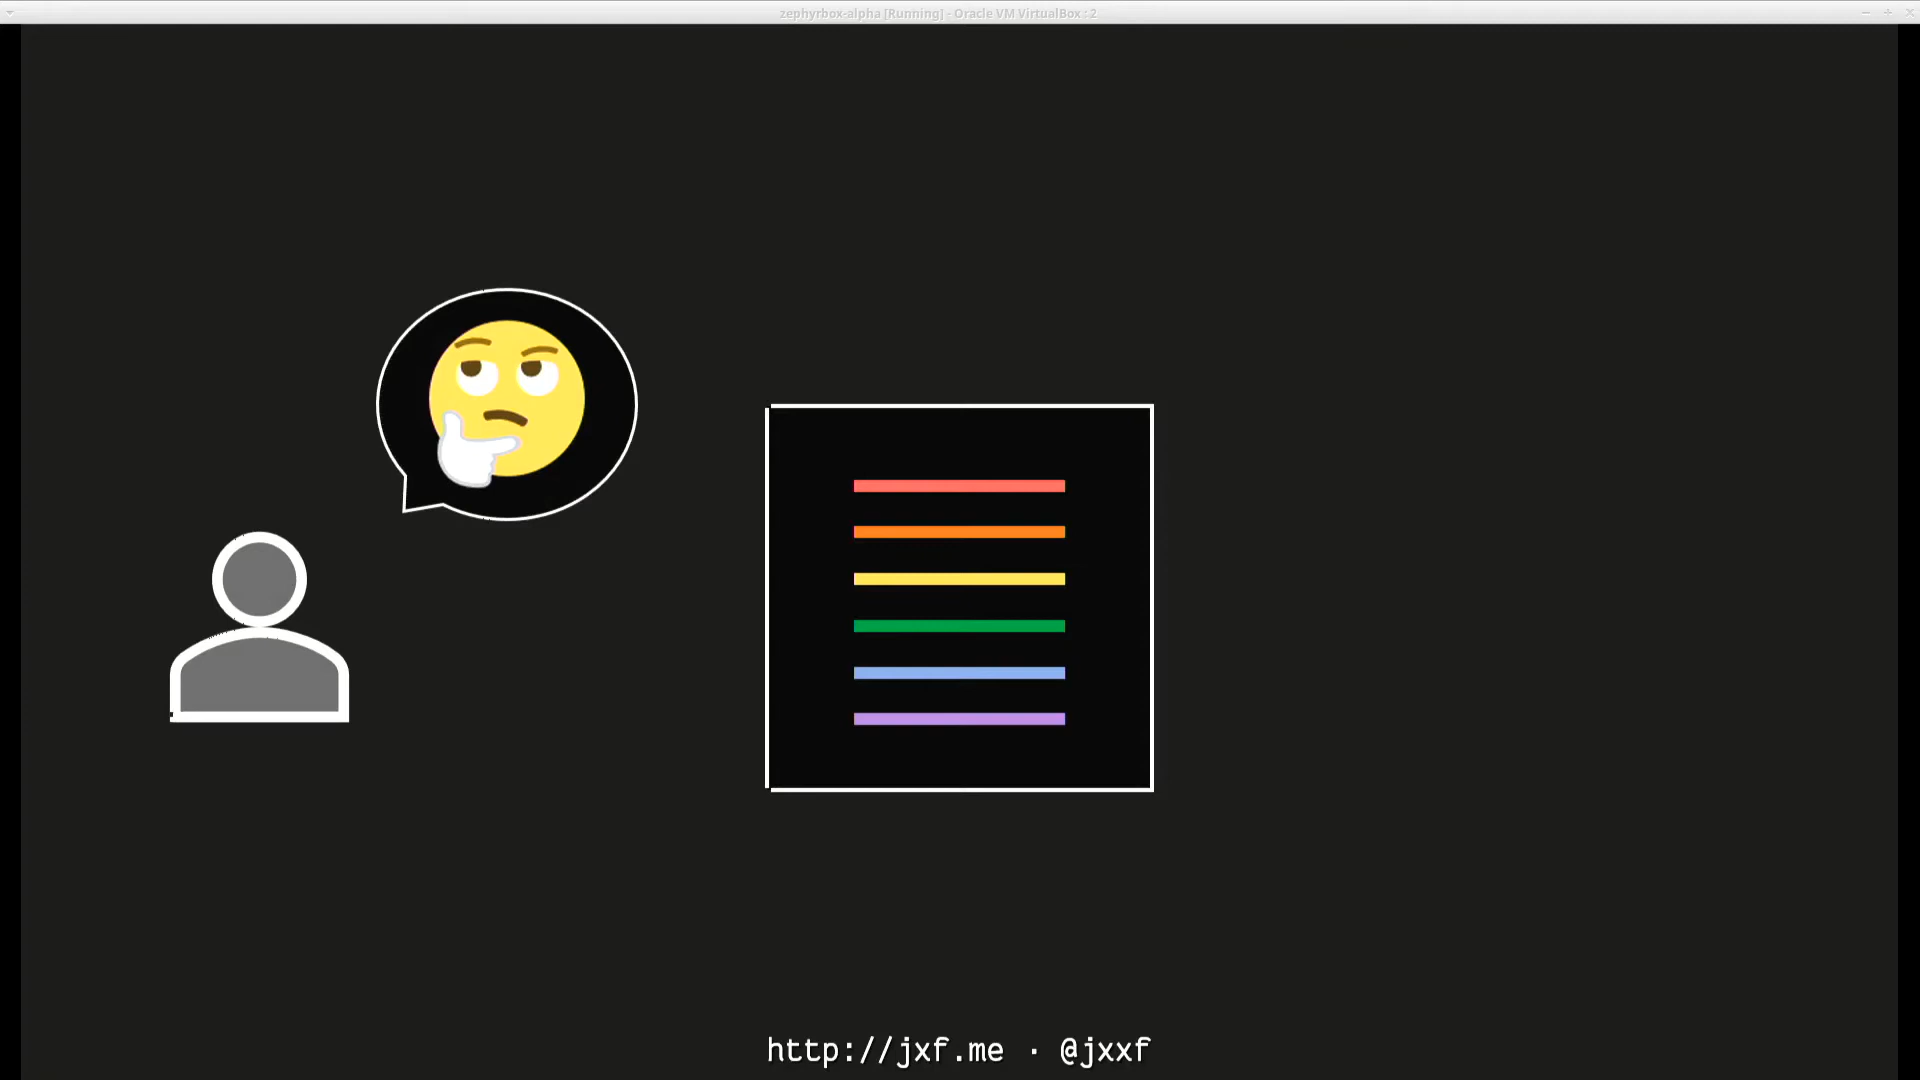 zephyrbox-alpha [Running] - Oracle VM VirtualBox : 2
http://jxf.me · @jxxf